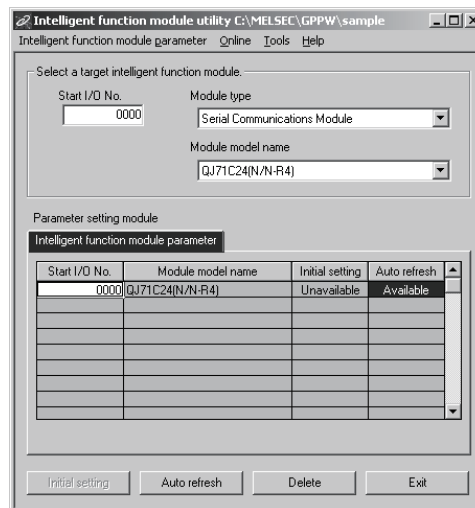 Intelligent function module utility C:\MELSEC\GPPW\sample
Intelligent function module parameter Online Tools Help
Select a target intelligent function module.
Start I/O No. Module type
0000 Serial Communications Module
Module model name
QJ71C24(N/N-R4)
Parameter setting module
Intelligent function module parameter
Start I/O No. Module model name Initial setting Auto refresh
0000 QJ71C24(N/N-R4) Unavailable Available
Initial setting Auto refresh Delete Exit